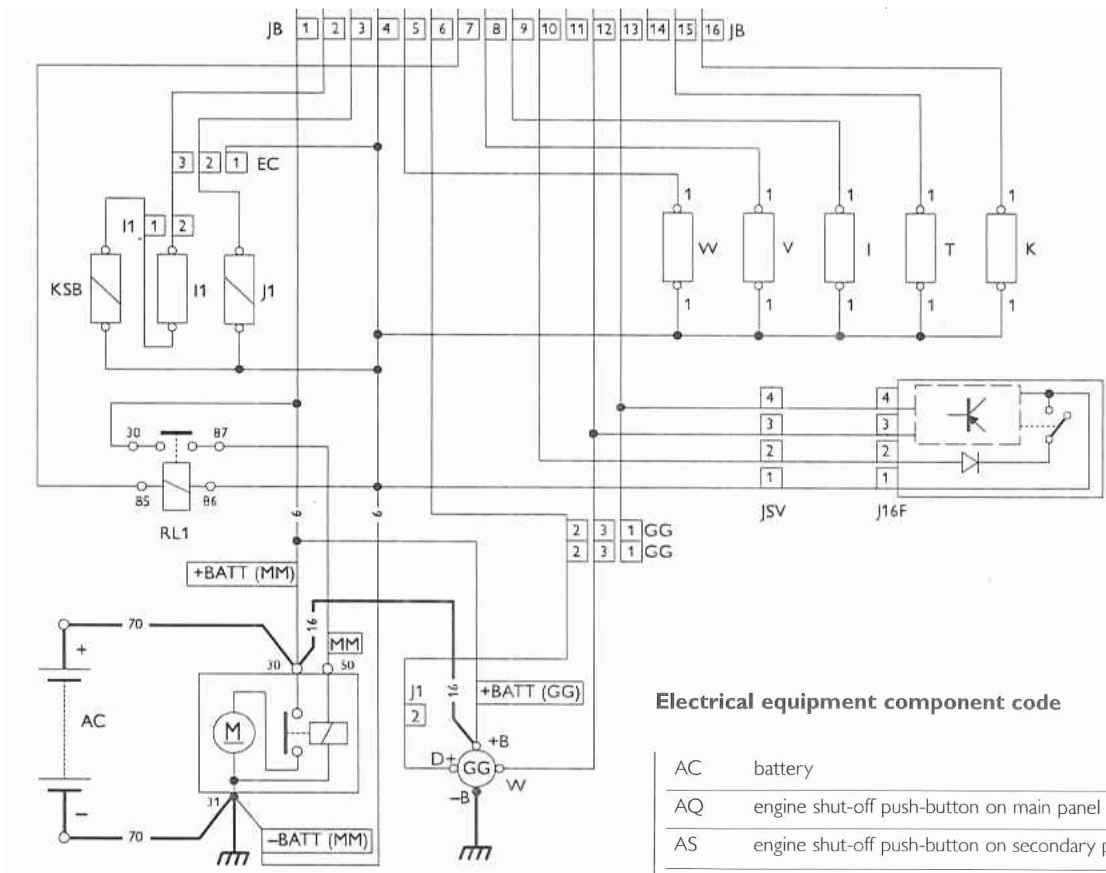 JB 1 2 3 4 5 6 7 8 9 10 11 12 13 14 15 16 JB
3 2 1 EC
1 1 1 1 1
I1 1 2
W V I T K
KSB I1 J1
1 1 1 1 1
4 4
30 87 3 3
2 2
85 86 1 1
RL1 6 6 JSV J16F
2 3 1 GG
2 3 1 GG
+BATT (MM)
70 16 MM
+ 30 50
J1 16 +BATT (GG)
2
AC M +B
D+ GG W
- 31 -B
70 -BATT (MM)
Electrical equipment component code
AC battery
AQ engine shut-off push-button on main panel
AS engine shut-off push-button on secondary p